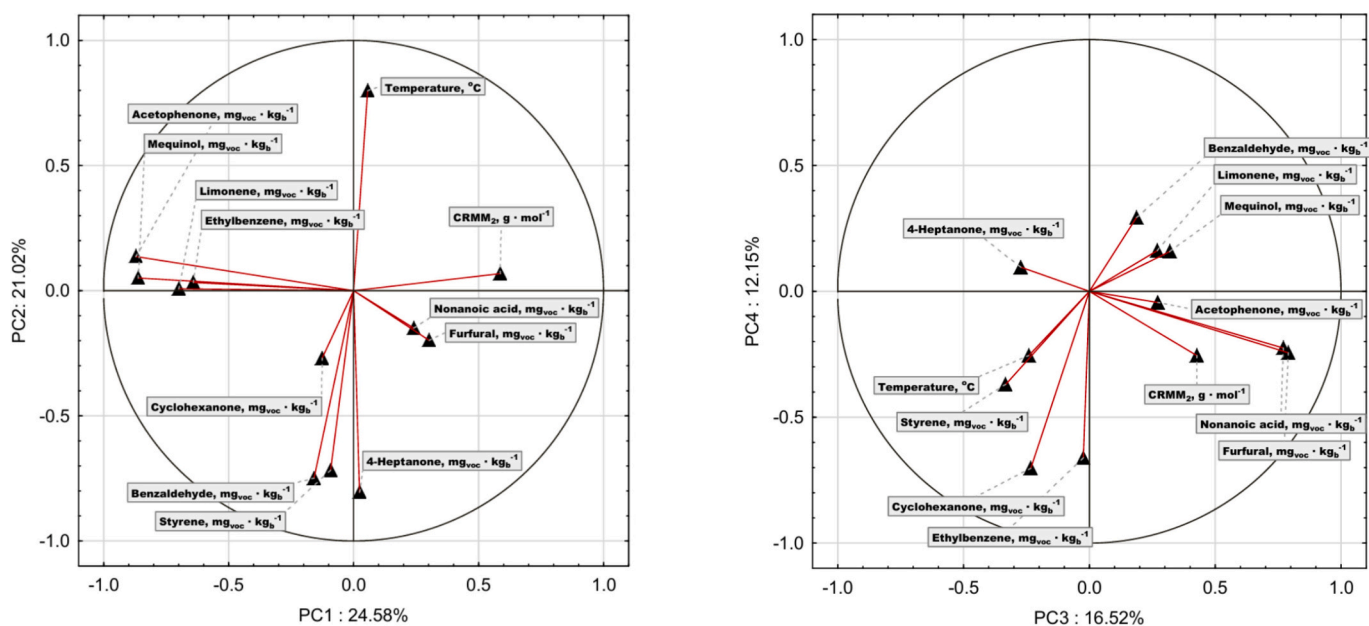 1.0
0.5
0.0
-0.5
-1.0
PC2: 21.02%
Temperature, °C
Acetophenone, mgvoc · kgb-1
Mequinol, mgvoc · kgb-1
Limonene, mgvoc · kgb-1
Ethylbenzene, mgvoc · kgb-1
CRMM2, g · mol-1
Nonanoic acid, mgvoc · kgb-1
Furfural, mgvoc · kgb-1
Cyclohexanone, mgvoc · kgb-1
4-Heptanone, mgvoc · kgb-1
Benzaldehyde, mgvoc · kgb-1
Styrene, mgvoc · kgb-1
-1.0 -0.5 0.0 0.5 1.0
PC1 : 24.58%
1.0
0.5
0.0
-0.5
-1.0
PC4 : 12.15%
Benzaldehyde, mgvoc · kgb-1
Limonene, mgvoc · kgb-1
Mequinol, mgvoc · kgb-1
4-Heptanone, mgvoc · kgb-1
Acetophenone, mgvoc · kgb-1
Temperature, °C
CRMM2, g · mol-1
Styrene, mgvoc · kgb-1
Nonanoic acid, mgvoc · kgb-1
Furfural, mgvoc · kgb-1
Cyclohexanone, mgvoc · kgb-1
Ethylbenzene, mgvoc · kgb-1
-1.0 -0.5 0.0 0.5 1.0
PC3 : 16.52%